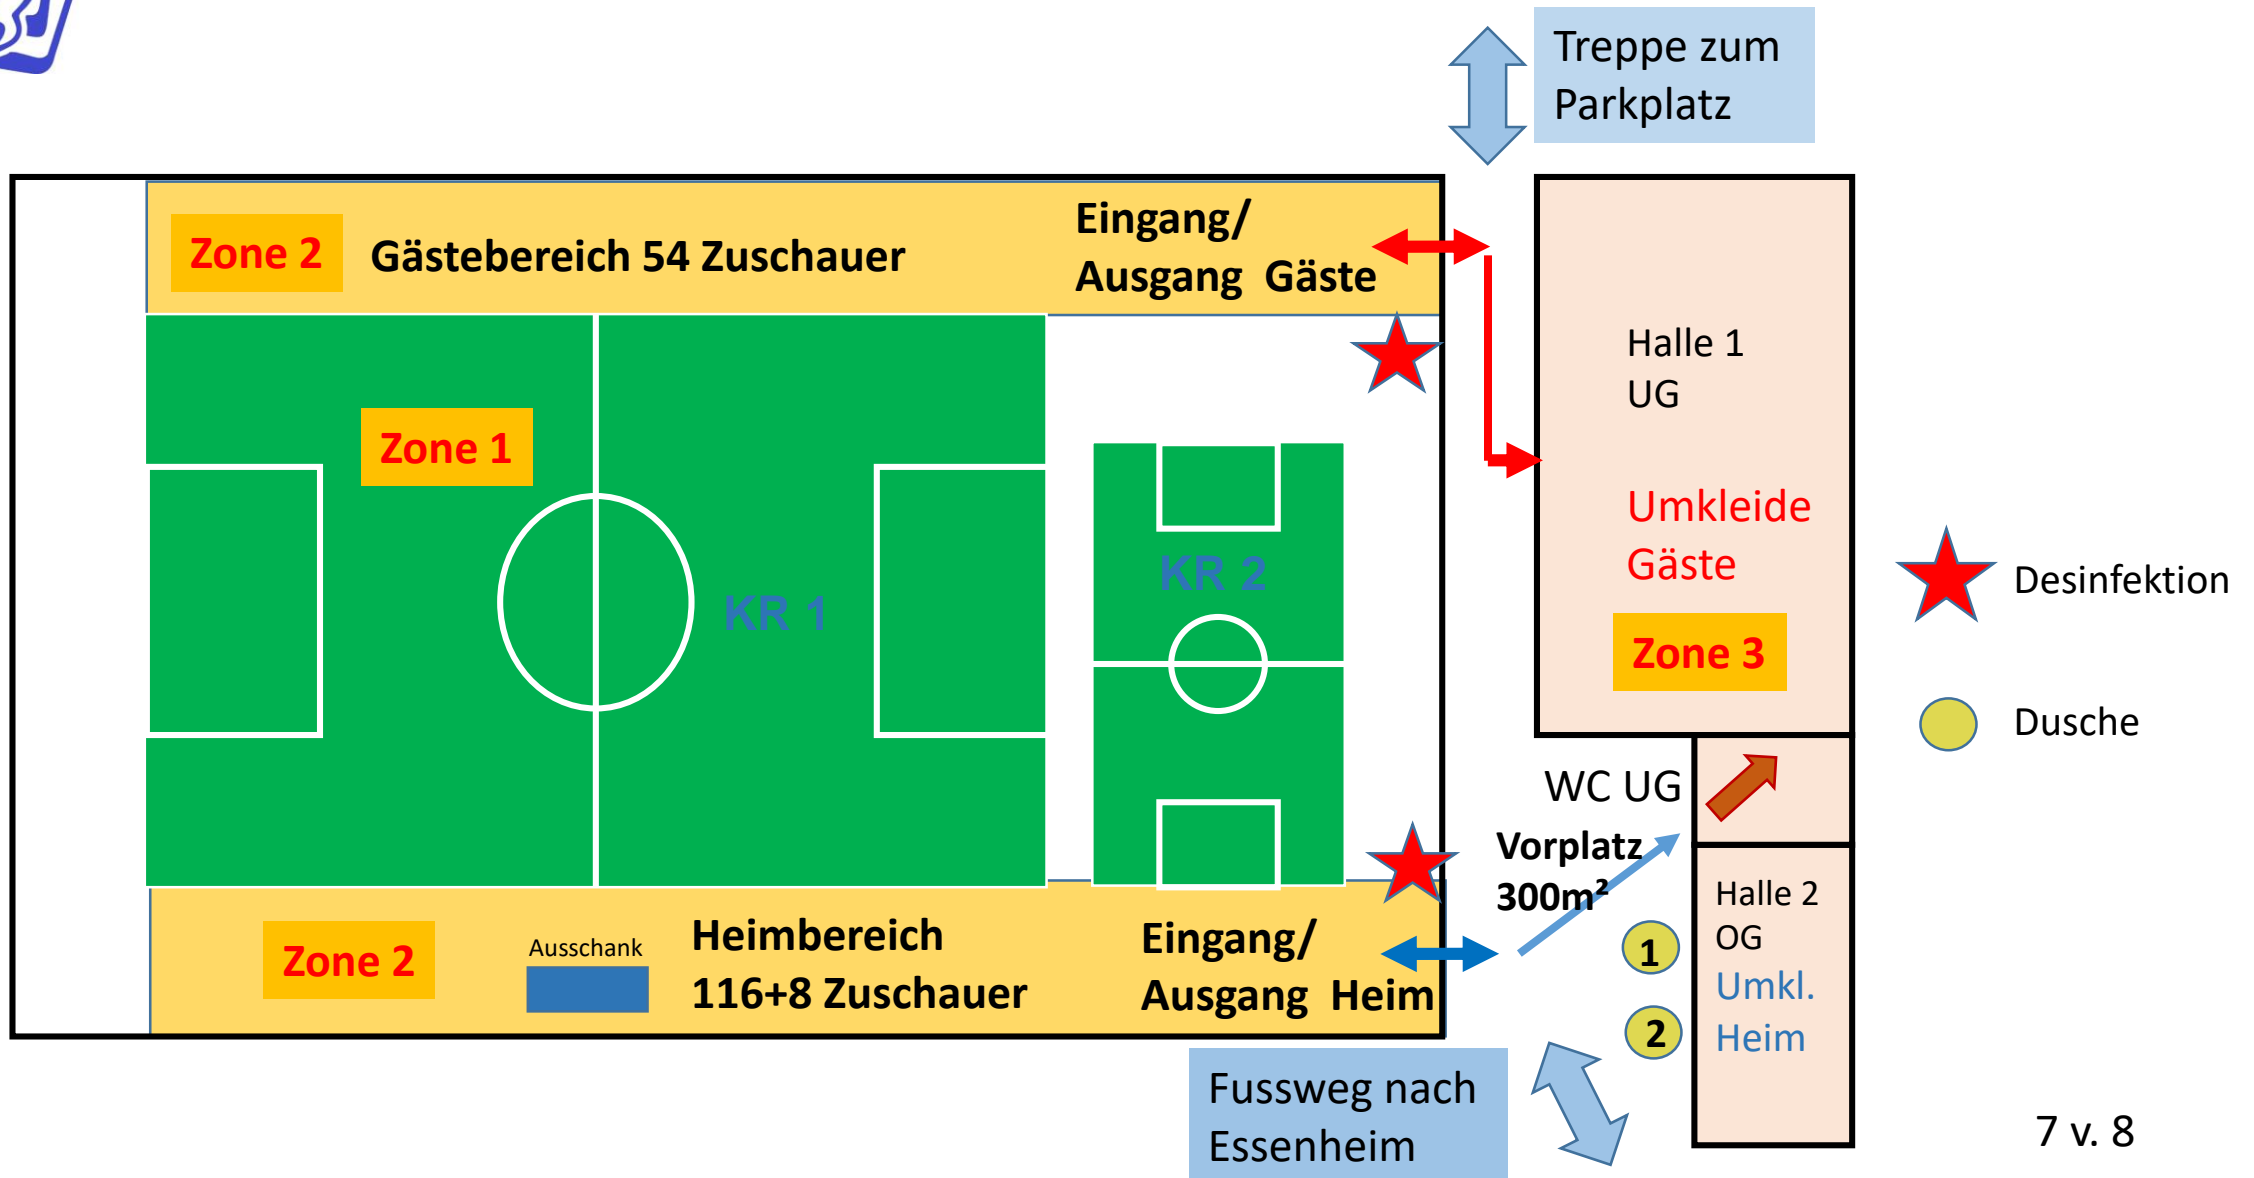 Treppe zum
Parkplatz
Zone 2
Gästebereich 54 Zuschauer
Eingang/
Ausgang Gäste
Halle 1
UG
Zone 1
Umkleide
Gäste
KR 2
KR 1
Desinfektion
Zone 3
Dusche
WC UG
Vorplatz
300m²
Halle 2
OG
Umkl.
Heim
1
2
Zone 2
Ausschank
Heimbereich
116+8 Zuschauer
Eingang/
Ausgang Heim
Fussweg nach
Essenheim
7 v. 8